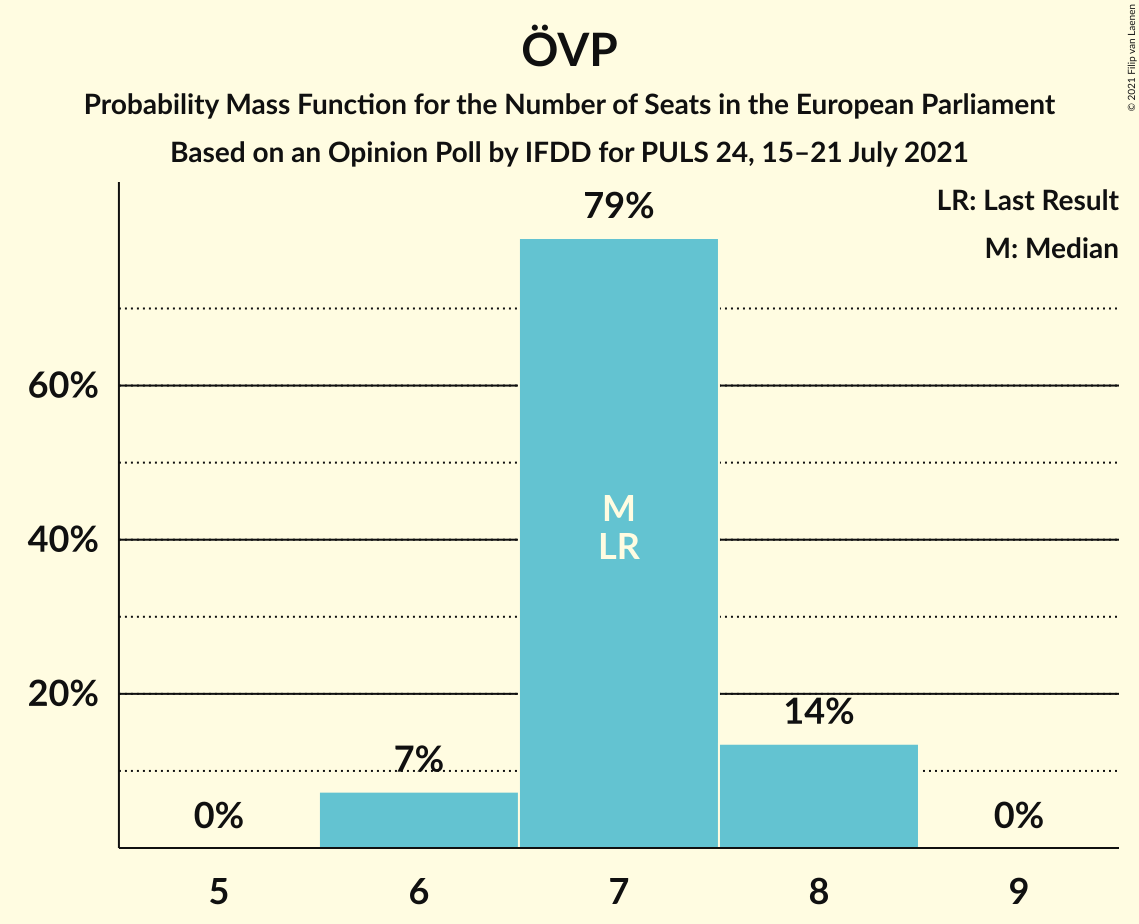 ÖVP
Probability Mass Function for the Number of Seats in the European Parliament
Based on an Opinion Poll by IFDD for PULS 24, 15–21 July 2021
© 2021 Filip van Laenen
LR: Last Result
M: Median
79%
60%
40%
20%
M
LR
14%
7%
0%
0%
5
6
7
8
9